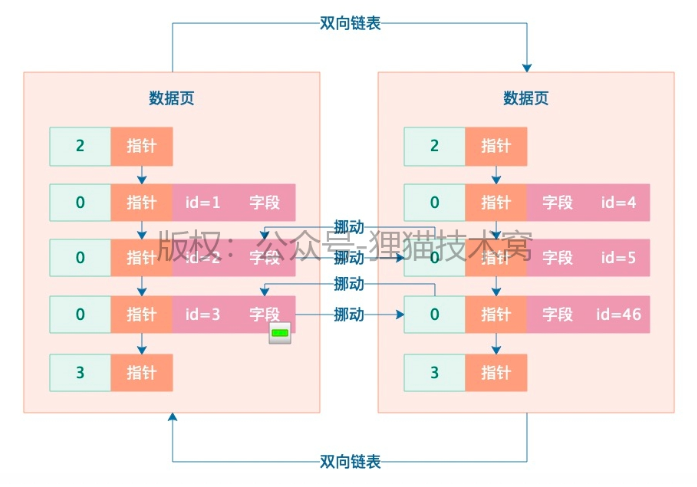 双向链表
数据页
2 指针
0 指针 id=1 字段
0 指针 id=2 字段
0 指针 id=3 字段
3 指针
挪动
挪动
挪动
挪动
数据页
2 指针
0 指针 字段 id=4
0 指针 字段 id=5
0 指针 字段 id=46
3 指针
双向链表
版权：公众号-狸猫技术窝